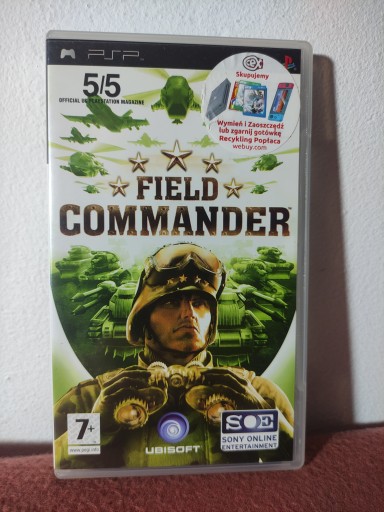 PSP
5/5
OFFICIAL UK PLAYSTATION MAGAZINE
Skupujemy
Wymień i Zaoszczędź
lub zgarnij gotówkę
Recykling Popłaca
webuy.com
FIELD
COMMANDER
TM
7+
www.pegi.info
UBISOFT
SOE
SONY ONLINE
ENTERTAINMENT